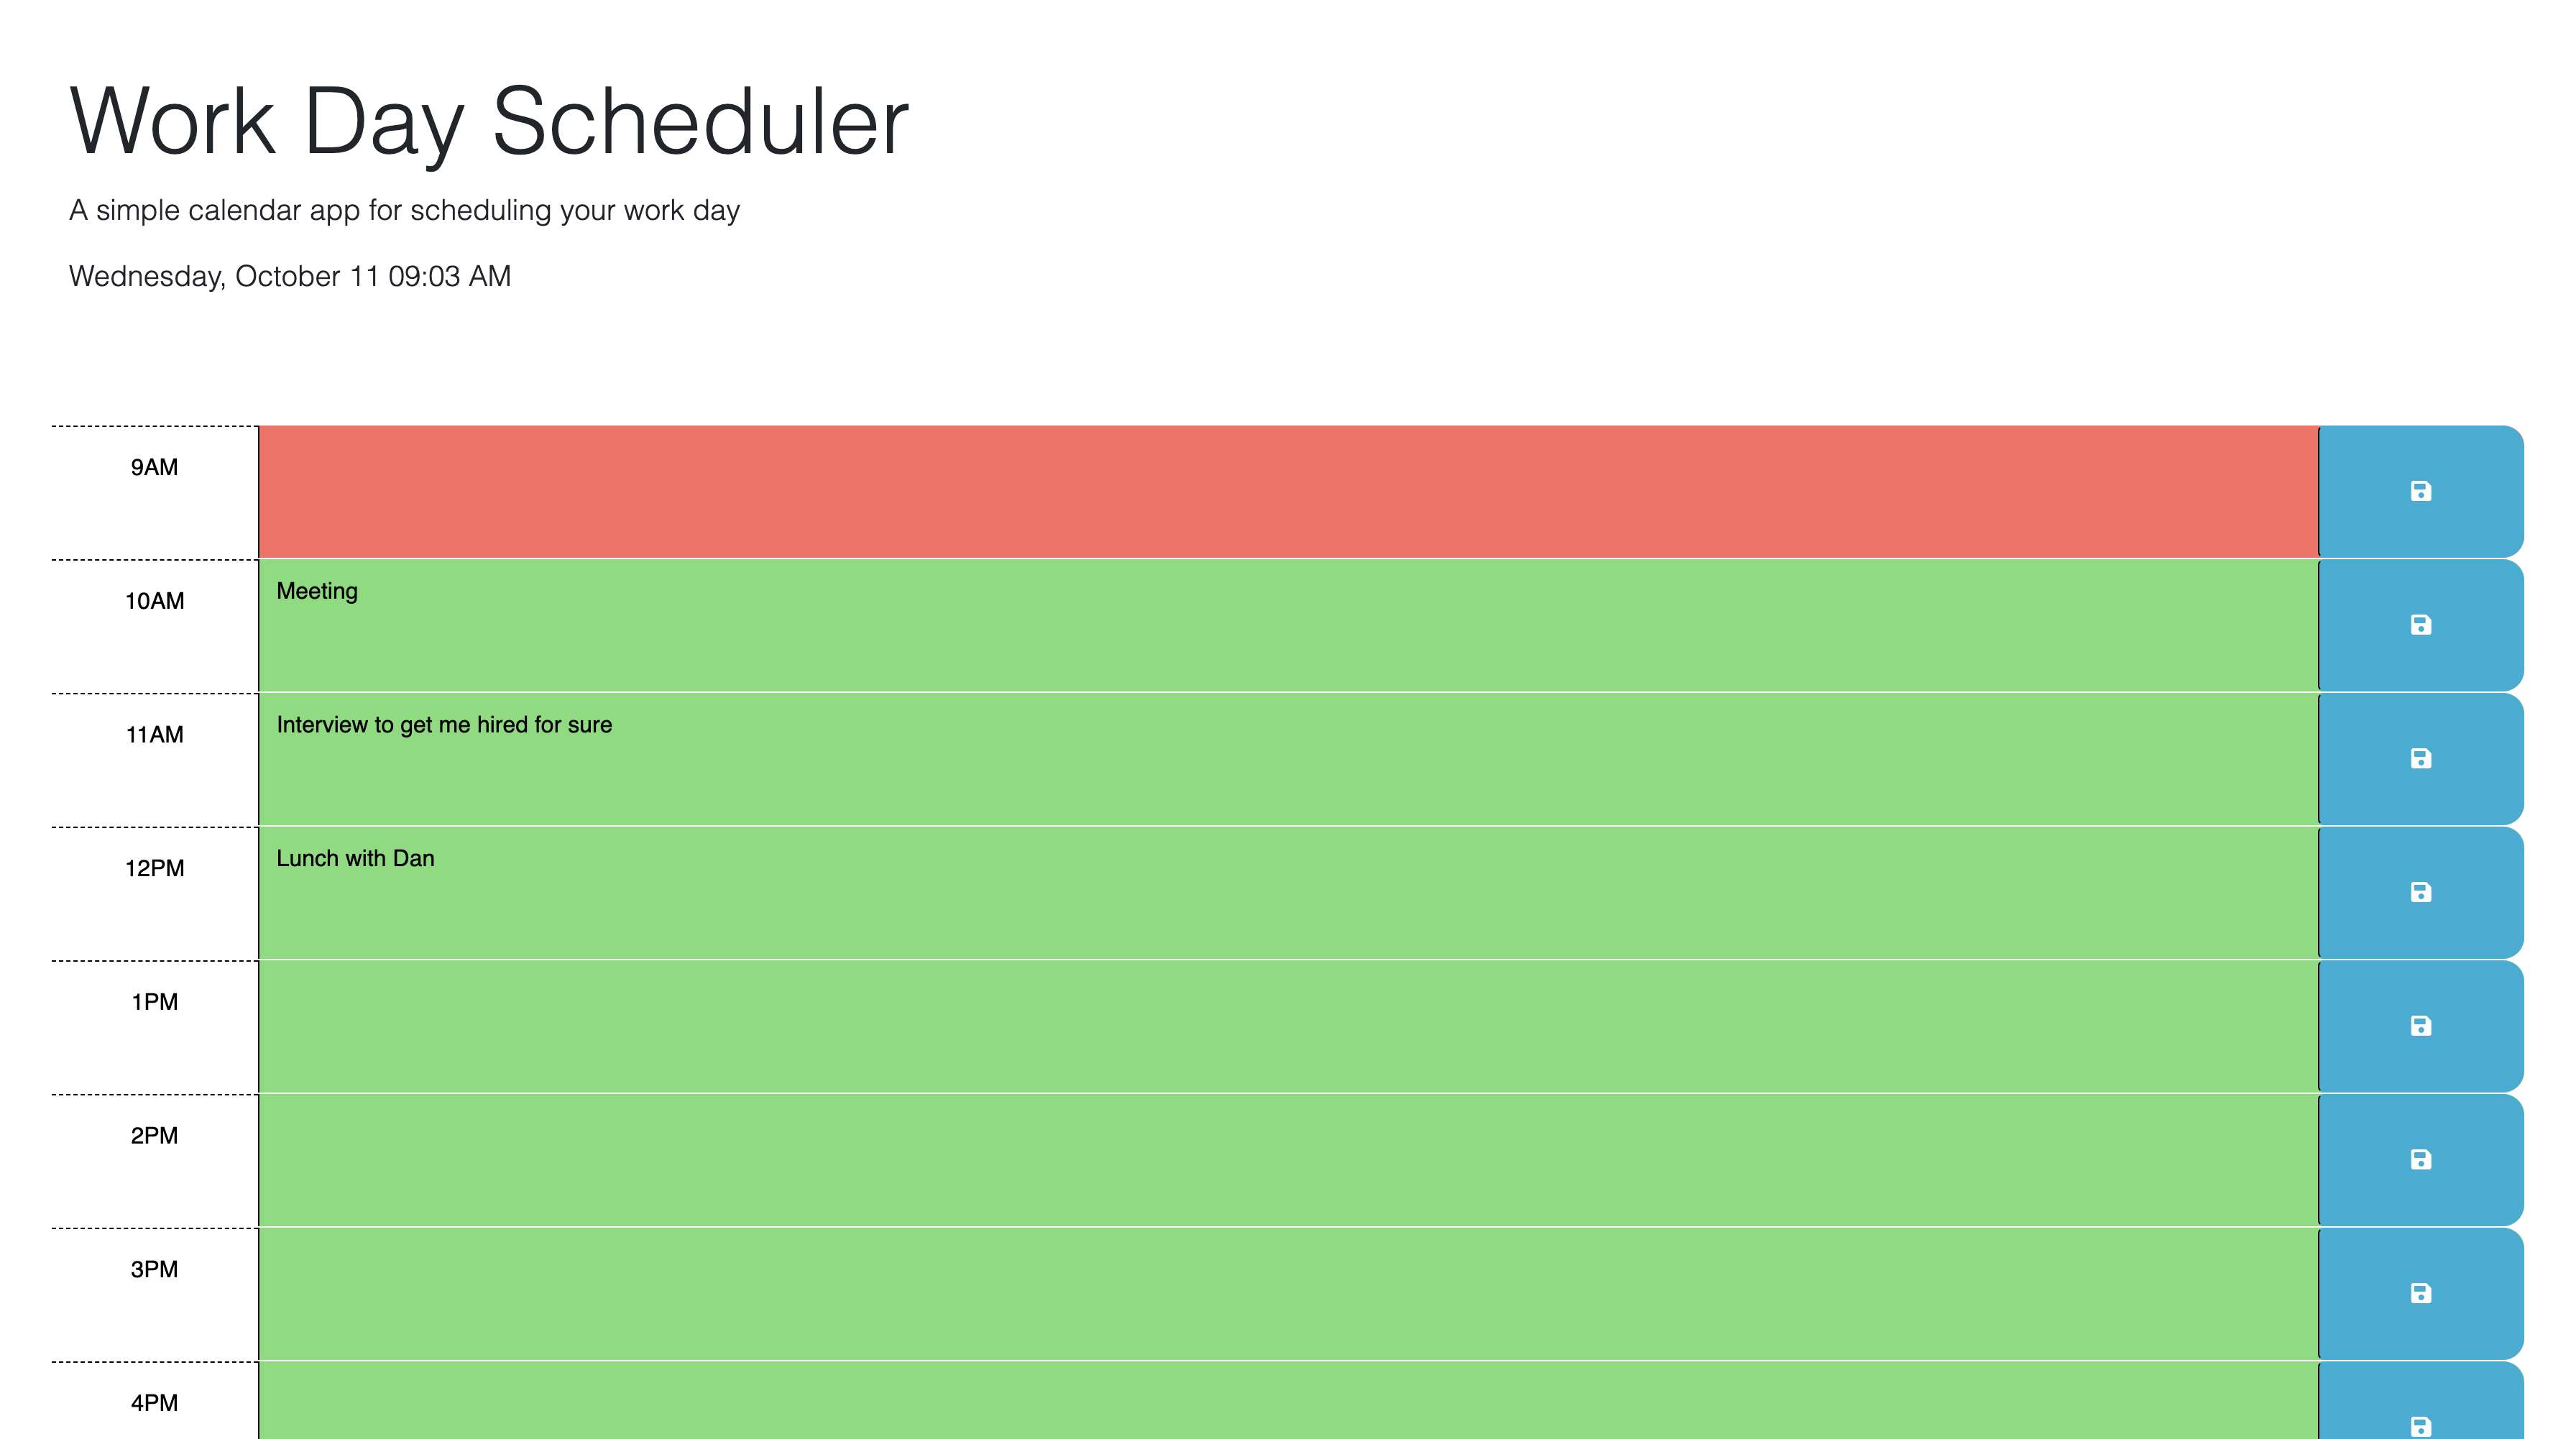 Work Day Scheduler
A simple calendar app for scheduling your work day
Wednesday, October 11 09:03 AM
9AM
10AM
Meeting
11AM
Interview to get me hired for sure
12PM
Lunch with Dan
1PM
2PM
3PM
4PM